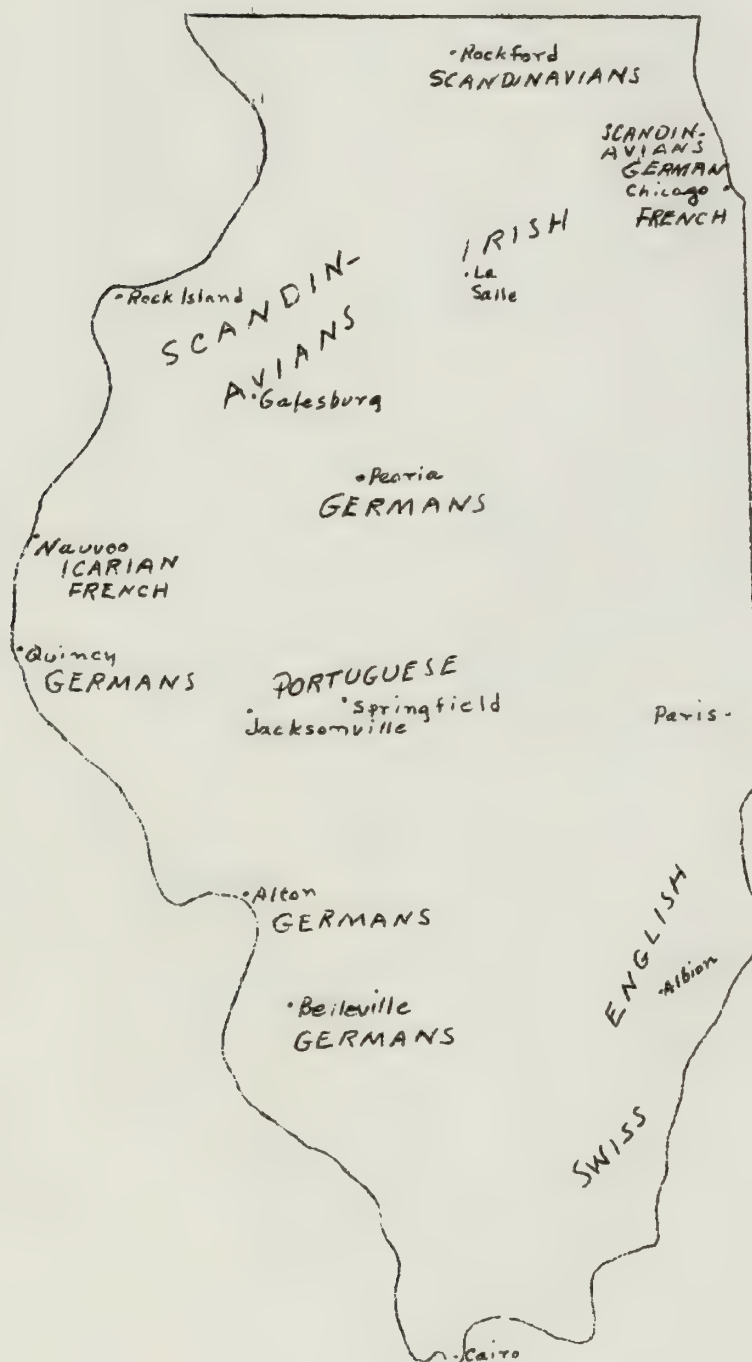 Rockford
SCANDINAVIANS
SCANDIN-
AVIANS
GERMAN
Chicago
FRENCH
IRISH
La
Salle
Rock Island
SCANDIN-
AVIANS
Galesburg
Peoria
GERMANS
Nauvoo
ICARIAN
FRENCH
Quincy
GERMANS
PORTUGUESE
Springfield
Jacksonville
Paris
Alton
GERMANS
ENGLISH
Albion
Belleville
GERMANS
SWISS
Cairo